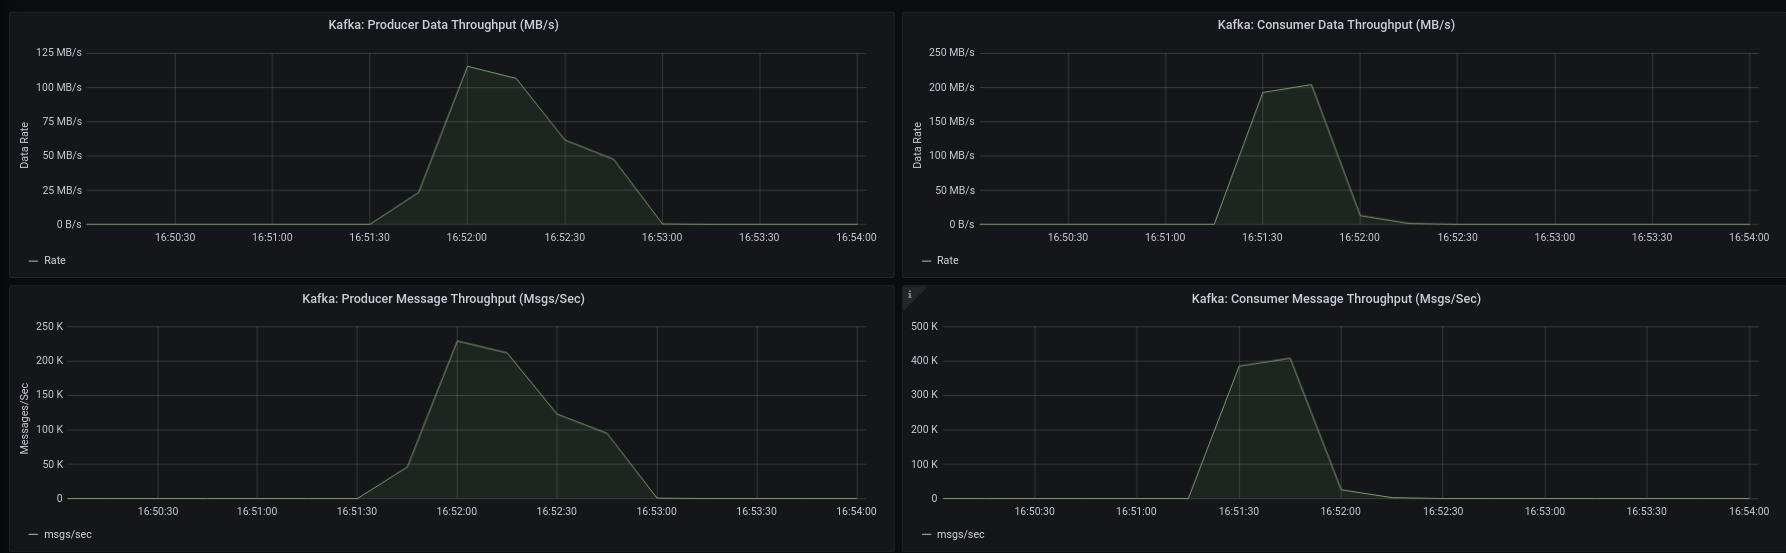 Kafka: Producer Data Throughput (MB/s)
125 MB/s
100 MB/s
75 MB/s
50 MB/s
25 MB/s
0 B/s
Data Rate
16:50:30 16:51:00 16:51:30 16:52:00 16:52:30 16:53:00 16:53:30 16:54:00
Rate
Kafka: Consumer Data Throughput (MB/s)
250 MB/s
200 MB/s
150 MB/s
100 MB/s
50 MB/s
0 B/s
Data Rate
16:50:30 16:51:00 16:51:30 16:52:00 16:52:30 16:53:00 16:53:30 16:54:00
Rate
Kafka: Producer Message Throughput (Msgs/Sec)
250 K
200 K
150 K
100 K
50 K
0
Messages/Sec
16:50:30 16:51:00 16:51:30 16:52:00 16:52:30 16:53:00 16:53:30 16:54:00
msgs/sec
i
Kafka: Consumer Message Throughput (Msgs/Sec)
500 K
400 K
300 K
200 K
100 K
0
16:50:30 16:51:00 16:51:30 16:52:00 16:52:30 16:53:00 16:53:30 16:54:00
msgs/sec